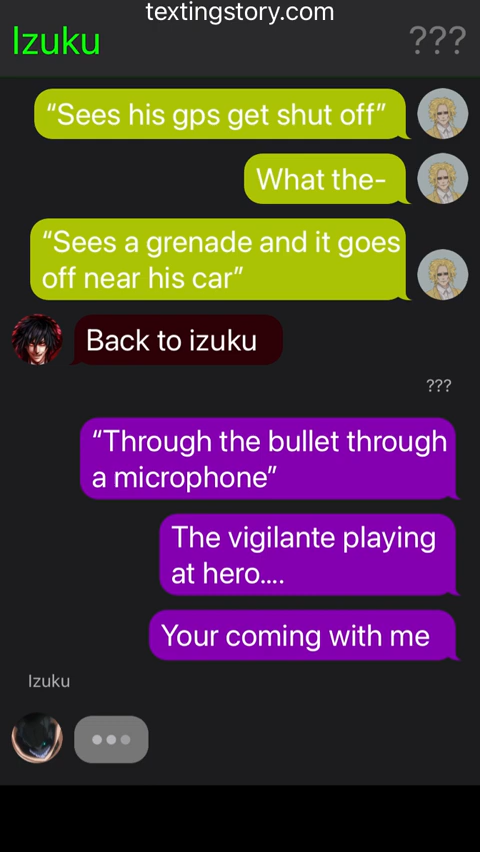 textingstory.com
Izuku
???
“Sees his gps get shut off”
What the-
“Sees a grenade and it goes
off near his car”
Back to izuku
???
“Through the bullet through
a microphone”
The vigilante playing
at hero....
Your coming with me
Izuku